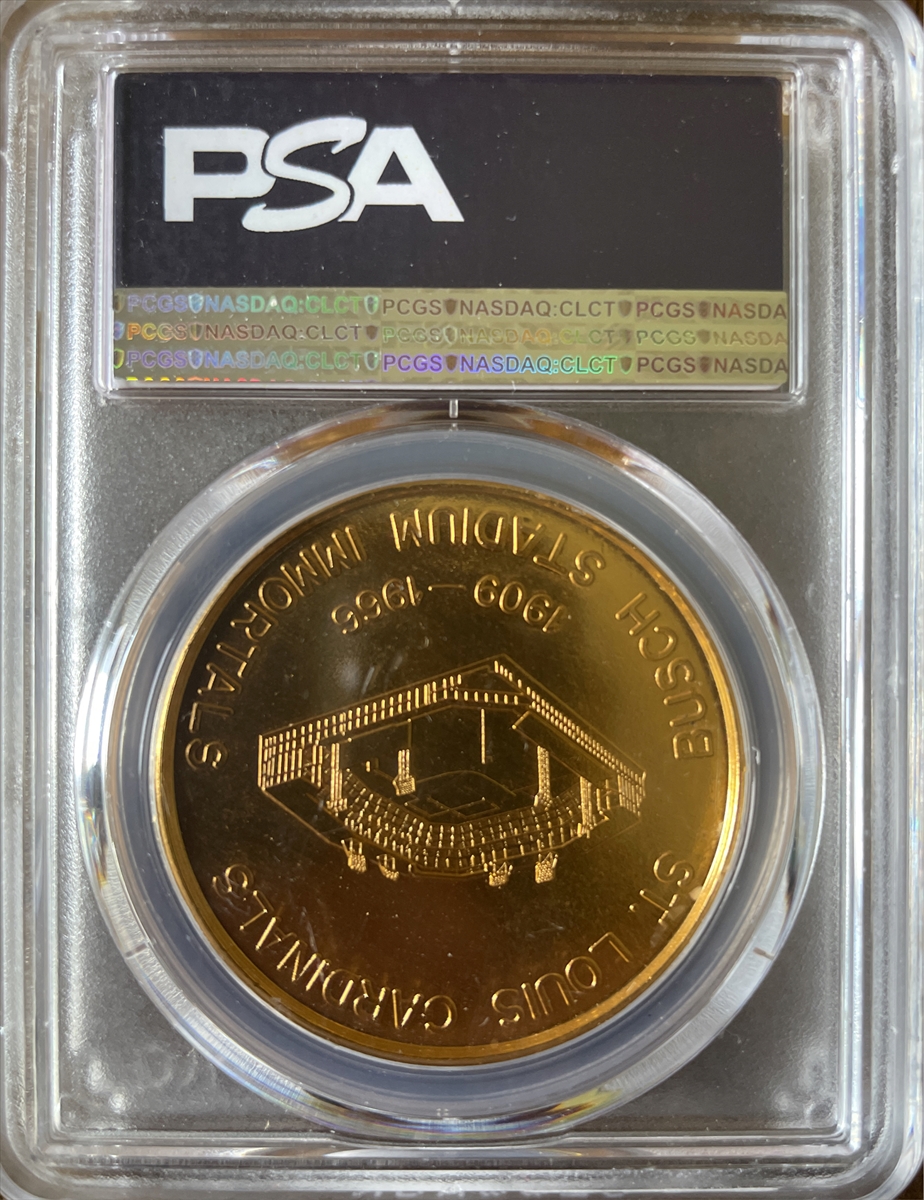 PSA
PCGS NASDAQ:CLCT PCGS NASDAQ:CLCT PCGS NASDA
PCGS NASDAQ:CLCT PCGS NASDAQ:CLCT PCGS NASDA
PCGS NASDAQ:CLCT PCGS NASDAQ:CLCT PCGS NASDA
ST. LOUIS CARDINALS
BUSCH STADIUM IMMORTALS
1909–1966